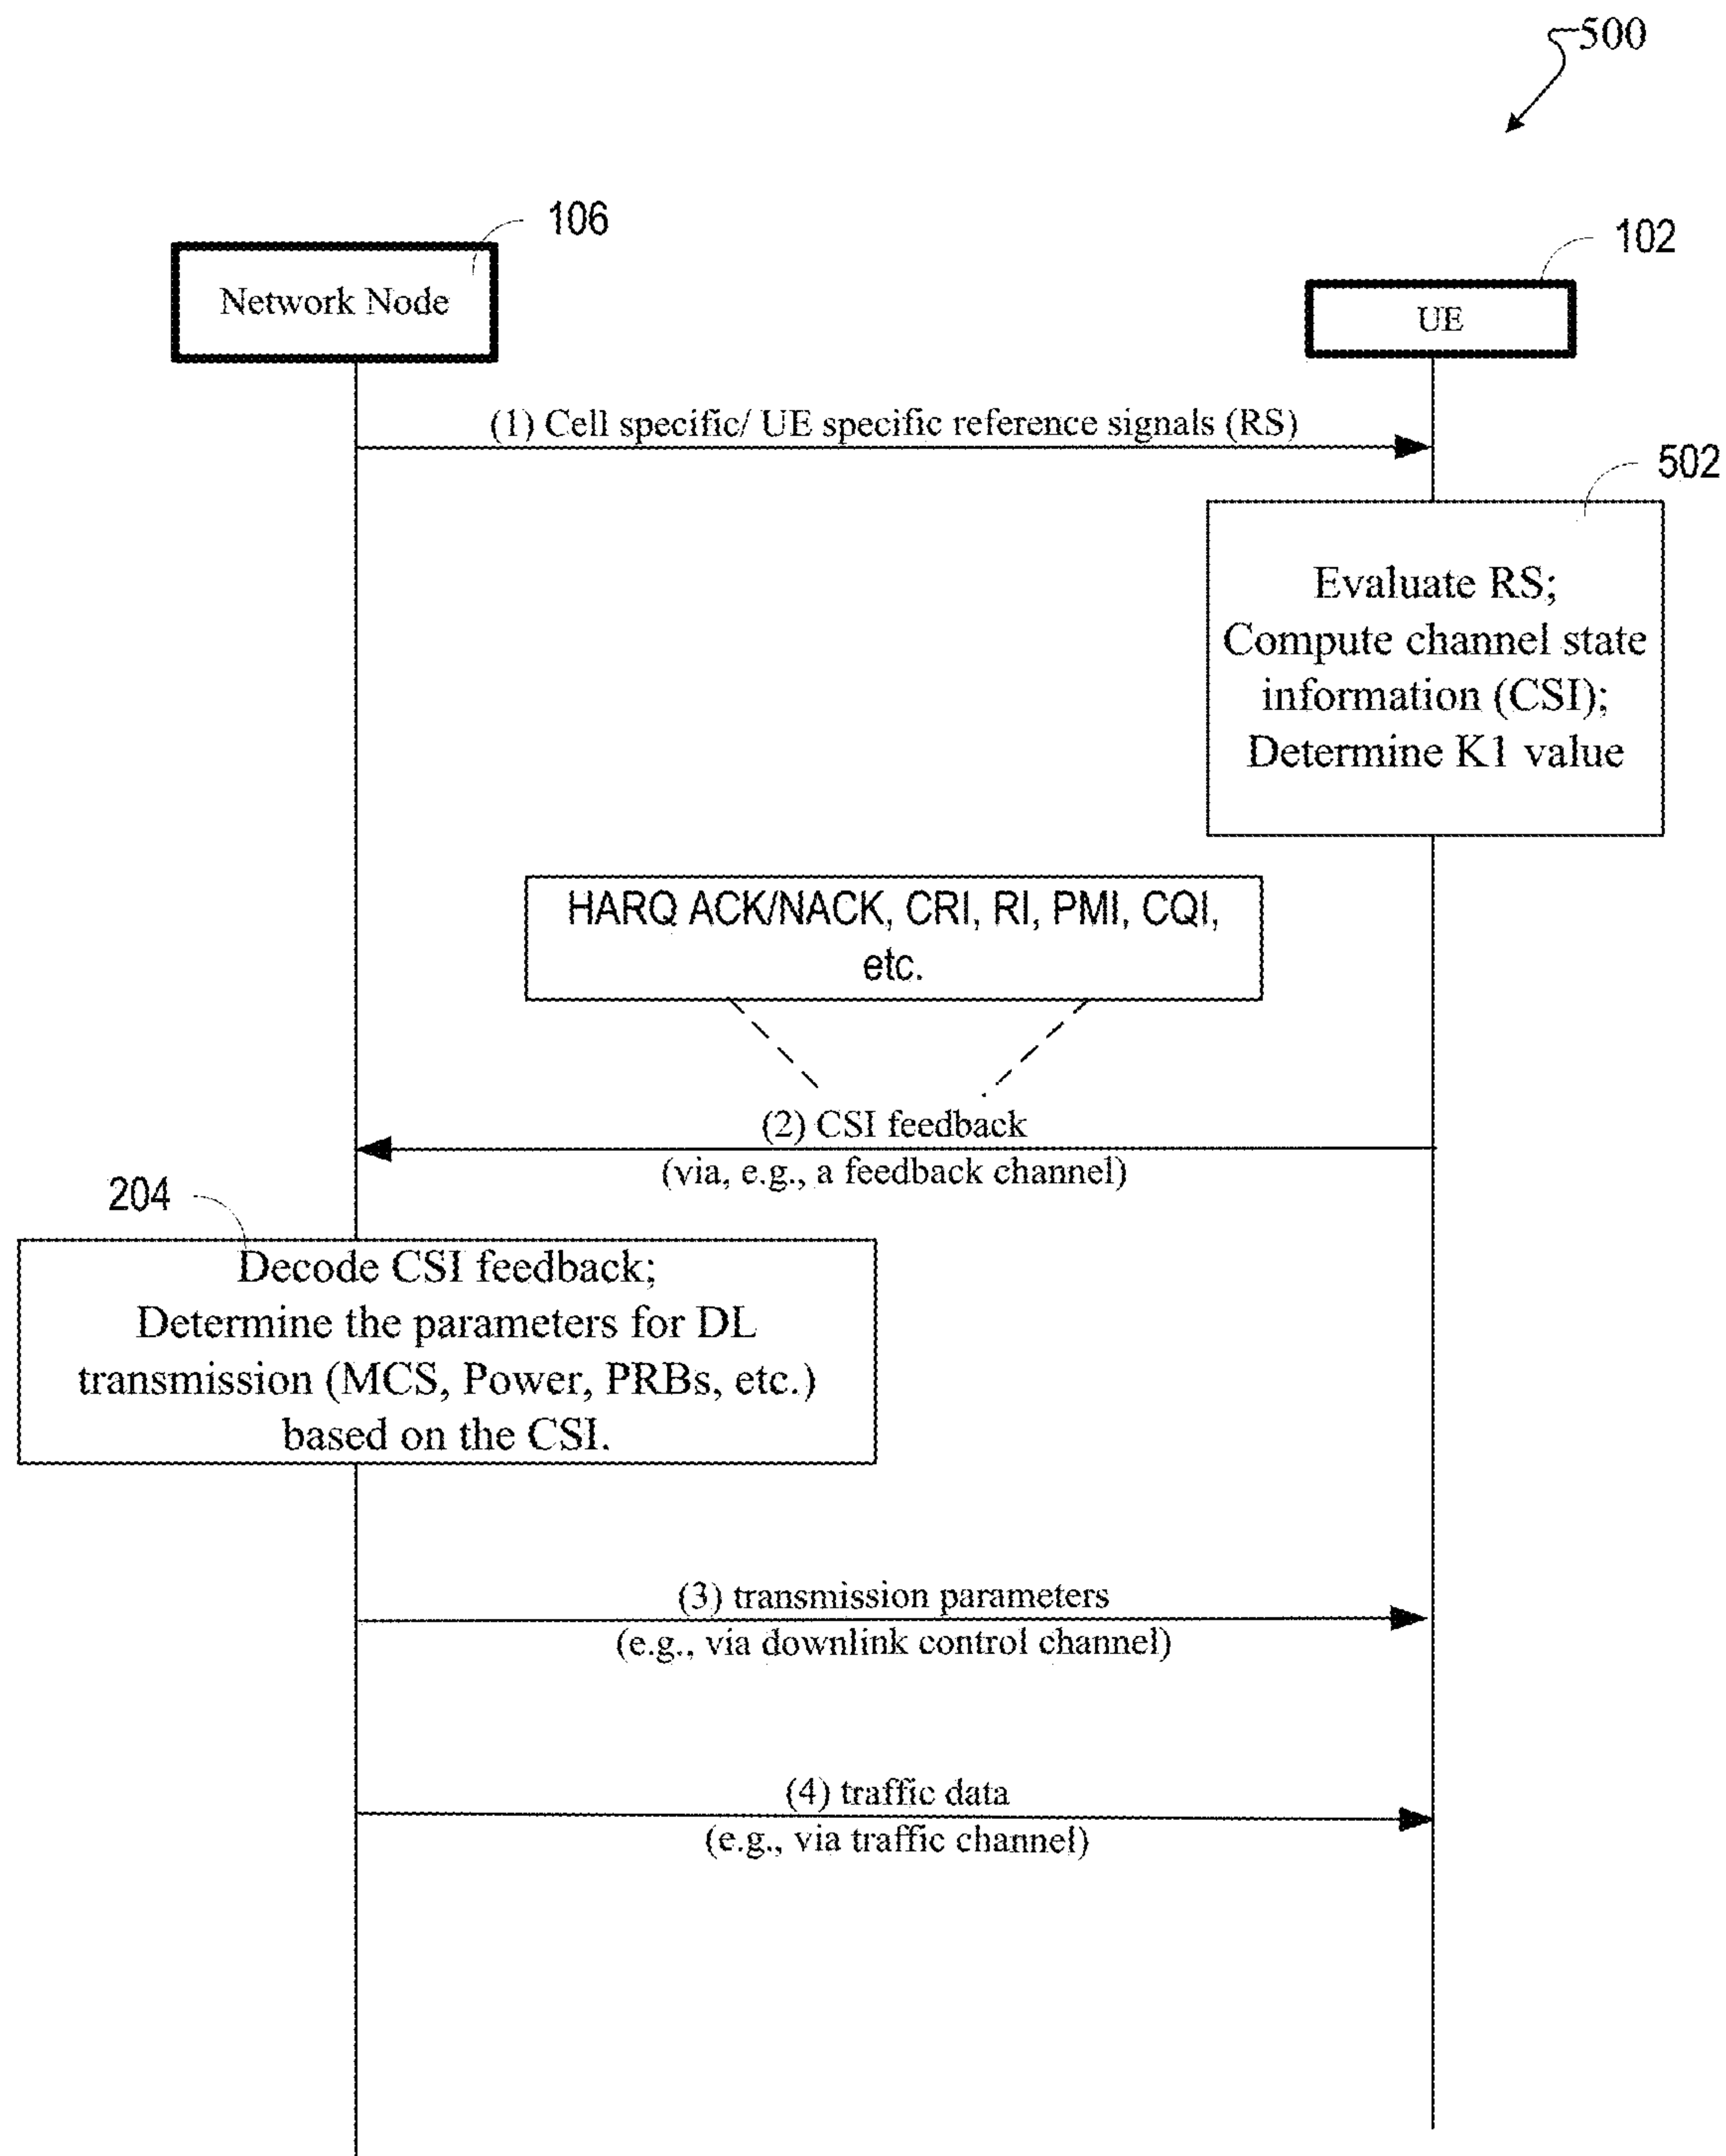 500
106
Network Node
102
UE
(1) Cell specific/ UE specific reference signals (RS)
502
Evaluate RS;
Compute channel state
information (CSI);
Determine K1 value
HARQ ACK/NACK, CRI, RI, PMI, CQI,
etc.
(2) CSI feedback
(via, e.g., a feedback channel)
204
Decode CSI feedback;
Determine the parameters for DL
transmission (MCS, Power, PRBs, etc.)
based on the CSI.
(3) transmission parameters
(e.g., via downlink control channel)
(4) traffic data
(e.g., via traffic channel)